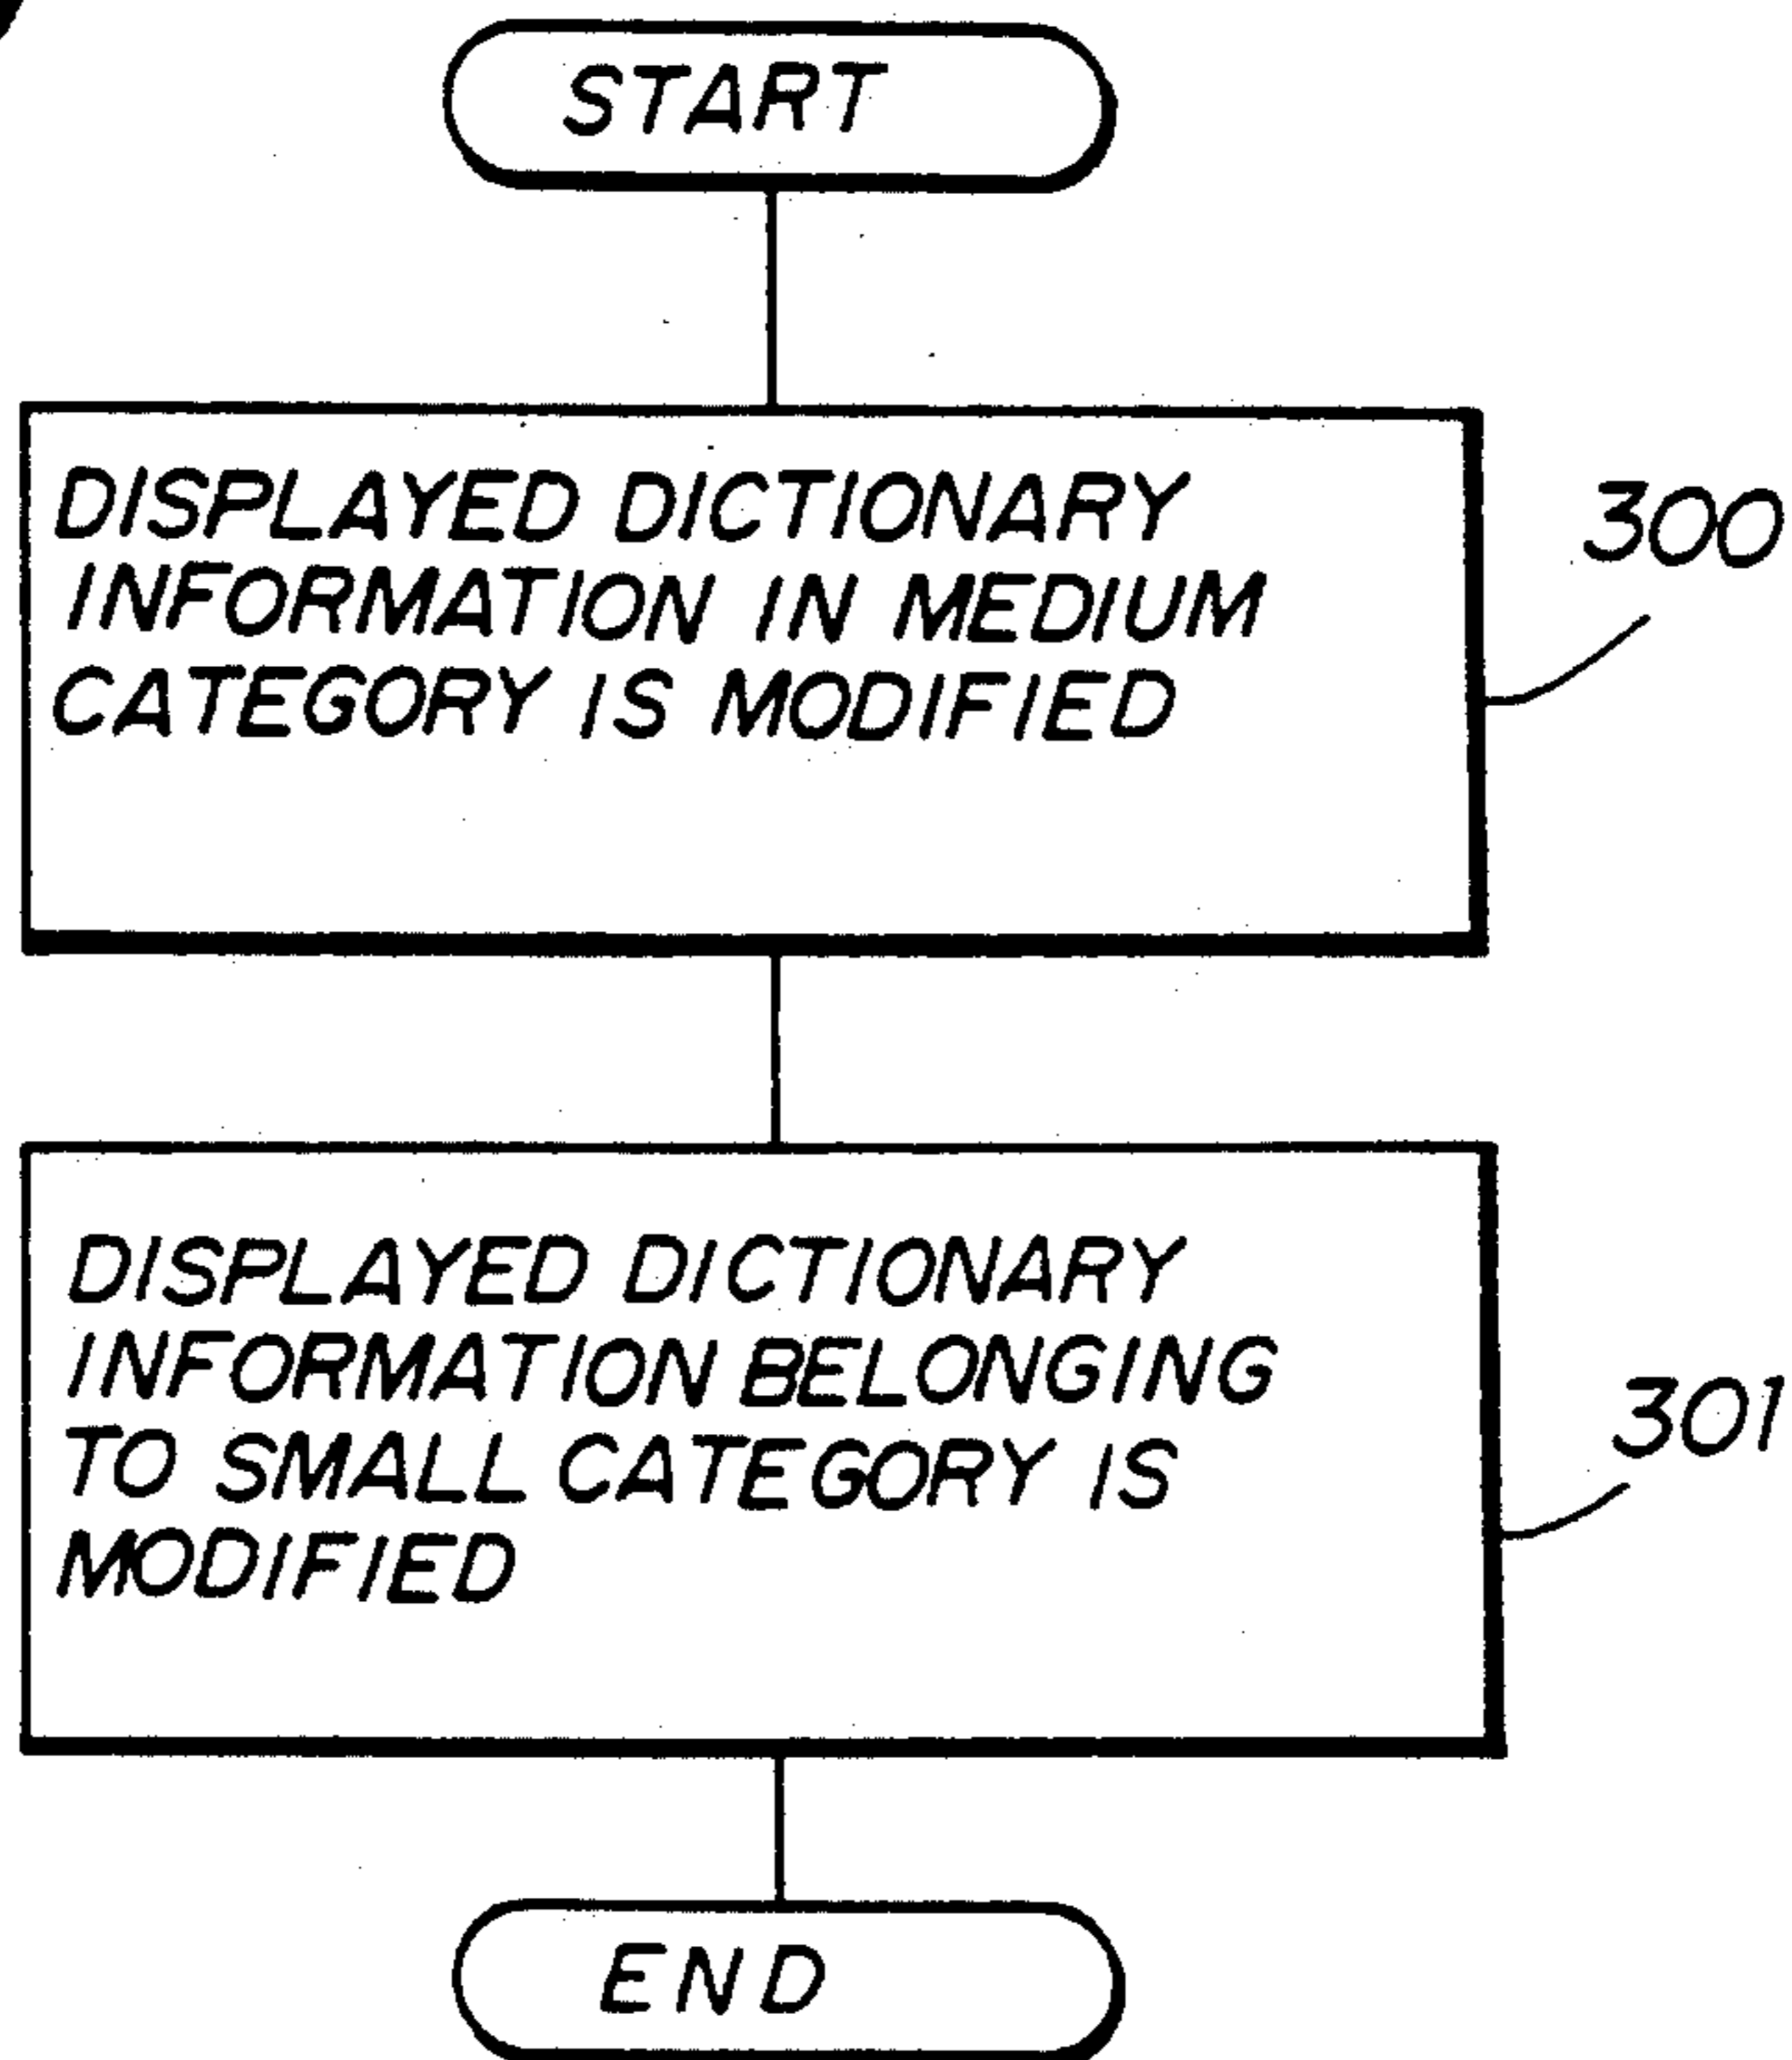 START
DISPLAYED DICTIONARY
INFORMATION IN MEDIUM
CATEGORY IS MODIFIED
300
DISPLAYED DICTIONARY
INFORMATION BELONGING
TO SMALL CATEGORY IS
MODIFIED
301
END